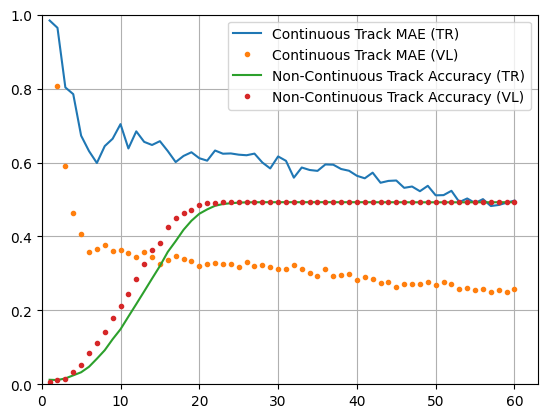 1.0
0.8
0.6
0.4
0.2
0.0
Continuous Track MAE (TR)
Continuous Track MAE (VL)
Non-Continuous Track Accuracy (TR)
Non-Continuous Track Accuracy (VL)
0 10 20 30 40 50 60